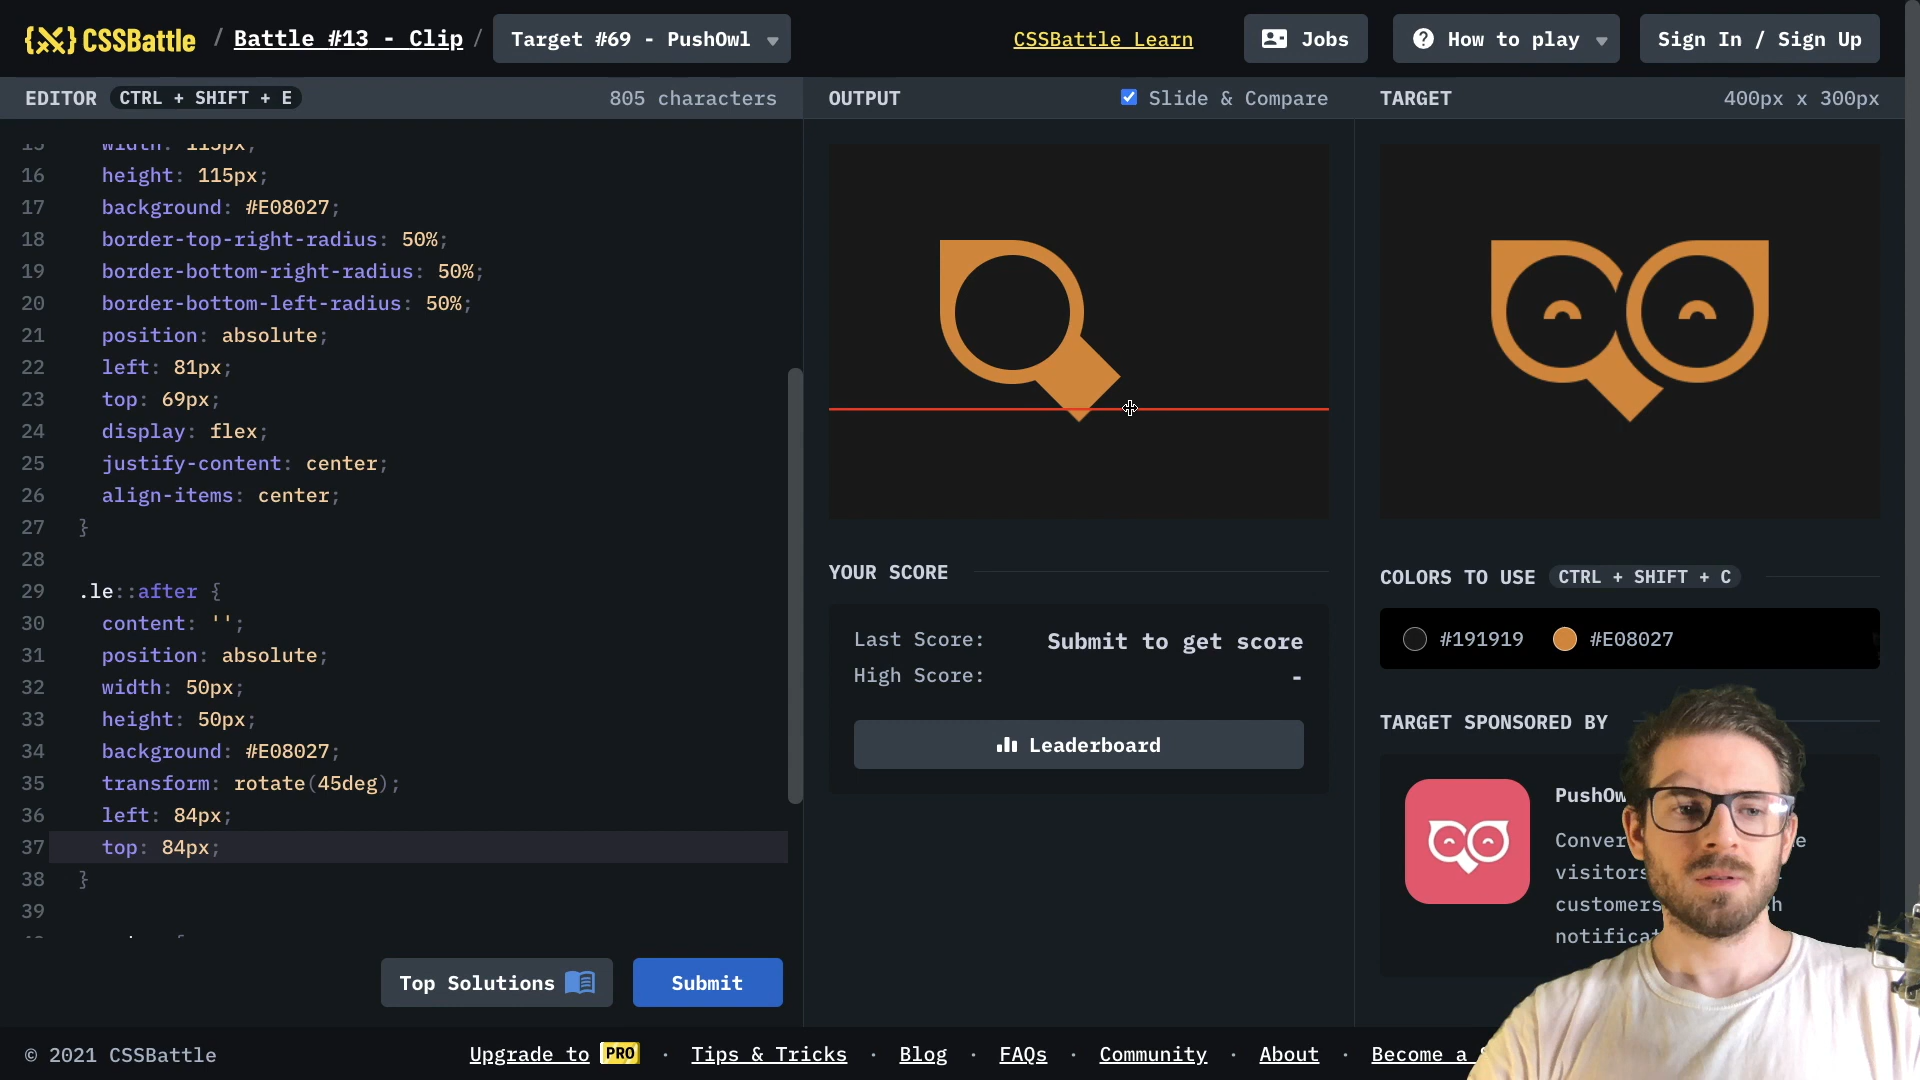 CSSBattle / Battle #13 - Clip / Target #69 - PushOwl
CSSBattle Learn
Jobs
How to play
Sign In / Sign Up
EDITOR CTRL + SHIFT + E 805 characters
15 width: 115px;
16 height: 115px;
17 background: #E08027;
18 border-top-right-radius: 50%;
19 border-bottom-right-radius: 50%;
20 border-bottom-left-radius: 50%;
21 position: absolute;
22 left: 81px;
23 top: 69px;
24 display: flex;
25 justify-content: center;
26 align-items: center;
27 }
28
29 .le::after {
30 content: '';
31 position: absolute;
32 width: 50px;
33 height: 50px;
34 background: #E08027;
35 transform: rotate(45deg);
36 left: 84px;
37 top: 84px;
38 }
39
Top Solutions
Submit
OUTPUT
Slide & Compare
YOUR SCORE
Last Score: Submit to get score
High Score: -
Leaderboard
TARGET 400px x 300px
COLORS TO USE CTRL + SHIFT + C
#191919 #E08027
TARGET SPONSORED BY
© 2021 CSSBattle
Upgrade to PRO · Tips & Tricks · Blog · FAQs · Community · About · Become a